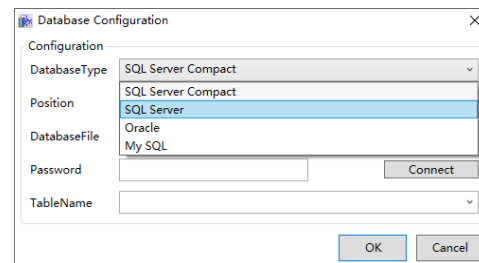 Database Configuration
Configuration
DatabaseType SQL Server Compact
SQL Server Compact
Position SQL Server
Oracle
DatabaseFile
My SQL
Password Connect
TableName
OK Cancel